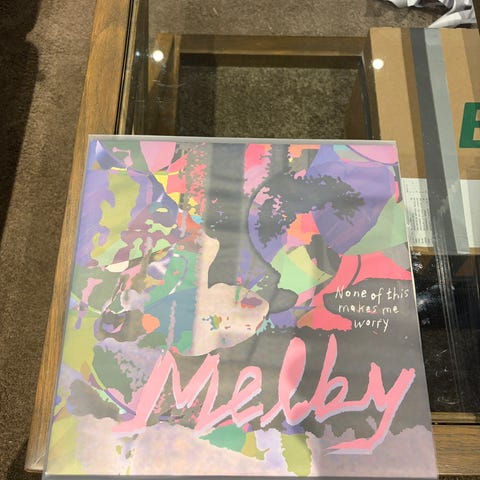 None of this
makes me
worry
Melby